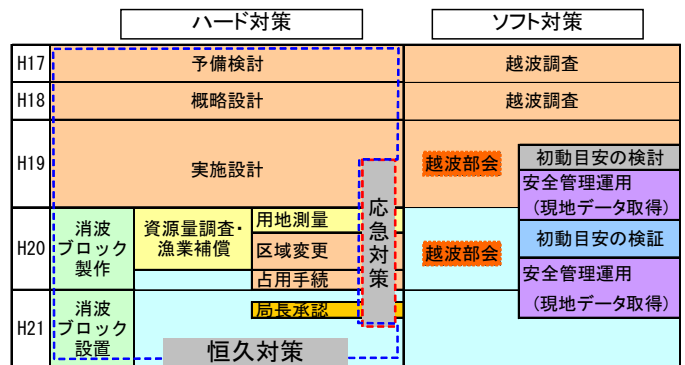 ハード対策
ソフト対策
H17
予備検討
越波調査
H18
概略設計
越波調査
H19
実施設計
越波部会
初動目安の検討
安全管理運用
(現地データ取得)
応急対策
H20
消波
ブロック
製作
資源量調査・
漁業補償
用地測量
区域変更
占用手続
越波部会
初動目安の検証
安全管理運用
(現地データ取得)
H21
消波
ブロック
設置
局長承認
恒久対策